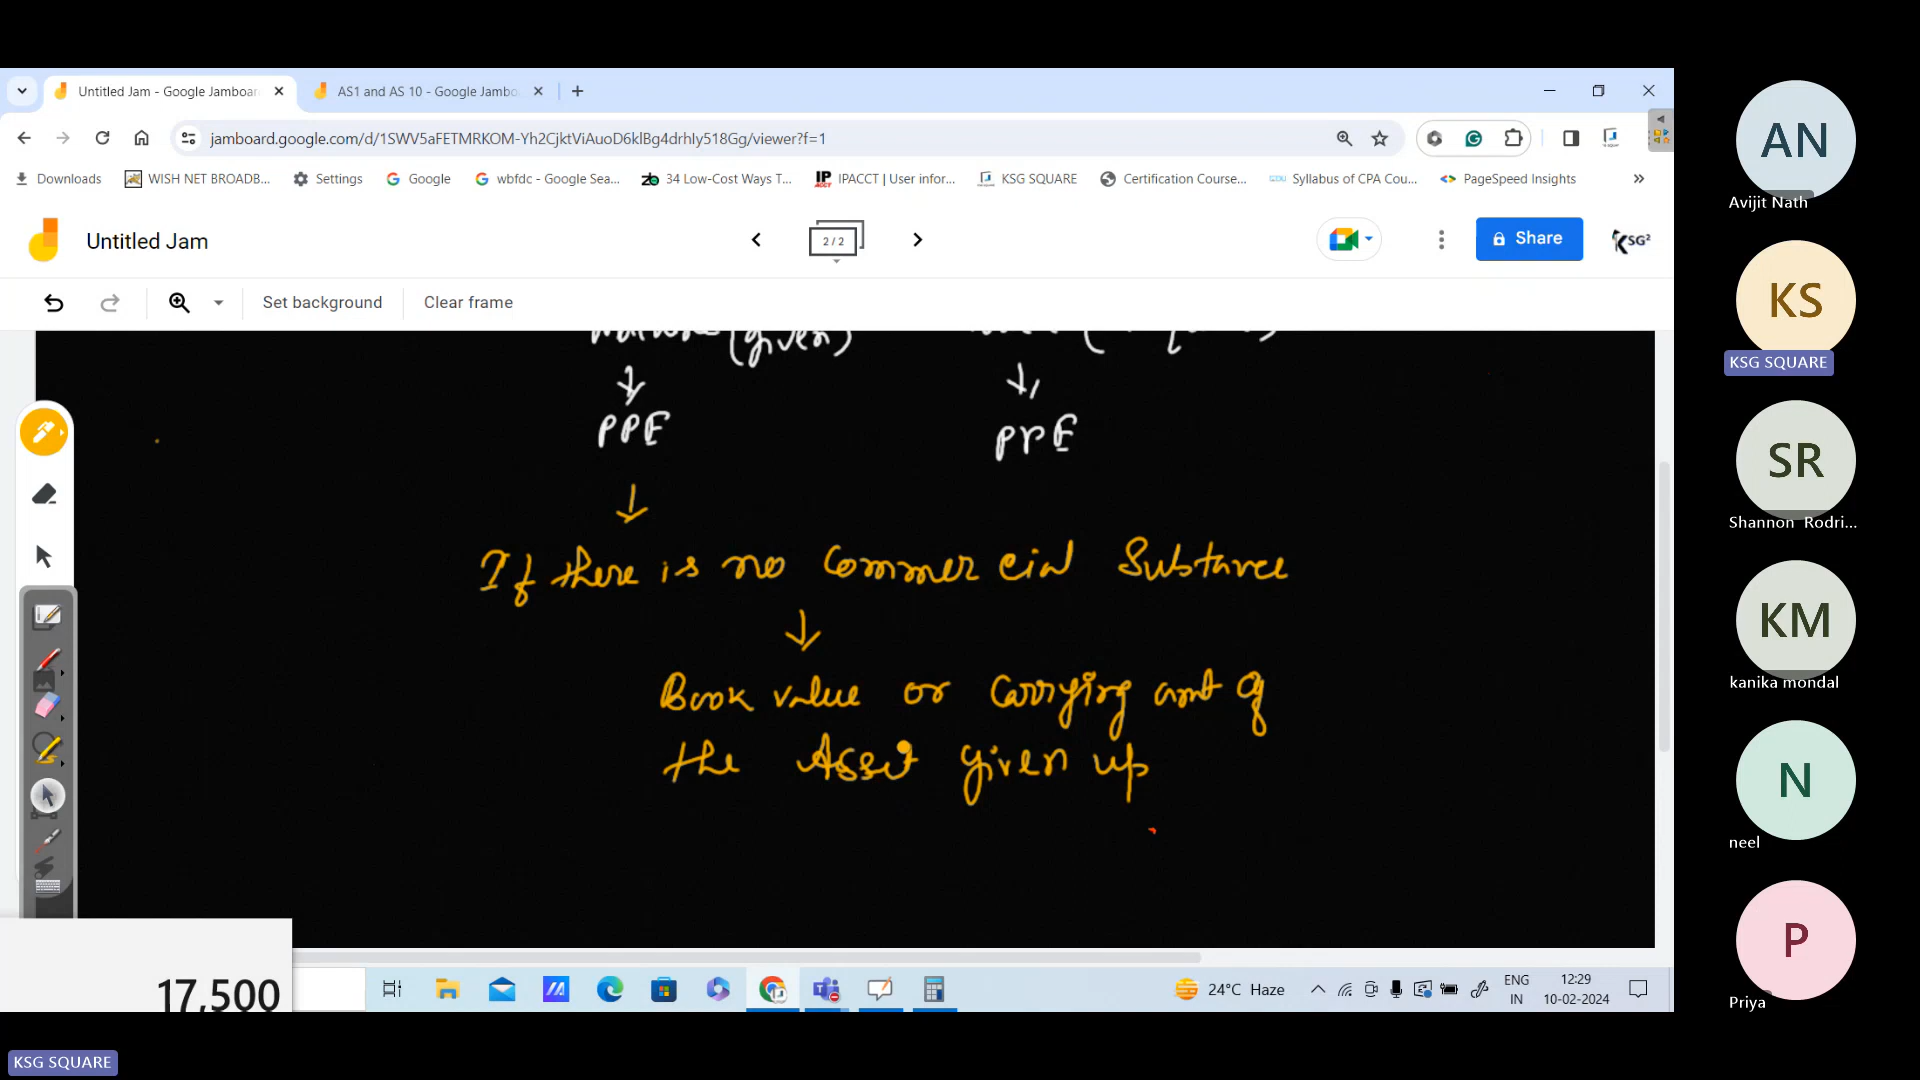 Untitled Jam - Google Jamboar
AS1 and AS 10 - Google Jambo
jamboard.google.com/d/1SWV5aFETMRKOM-Yh2CjktViAuoD6klBg4drhIy518Gg/viewer?f=1
Downloads WISH NET BROADB... Settings Google wbfdc - Google Sea... 34 Low-Cost Ways T... IPACCT | User infor... KSG SQUARE Certification Course... Syllabus of CPA Cou... PageSpeed Insights
Untitled Jam
2 / 2
Share
KSG²
Set background Clear frame
(given)
PPE PPE
If there is no Commercial Substance
Book value or Carrying amt of
the Asset given up
17,500
24°C Haze
ENG
IN
12:29
10-02-2024
KSG SQUARE
AN
Avijit Nath
KS
KSG SQUARE
SR
Shannon Rodri...
KM
kanika mondal
N
neel
P
Priya